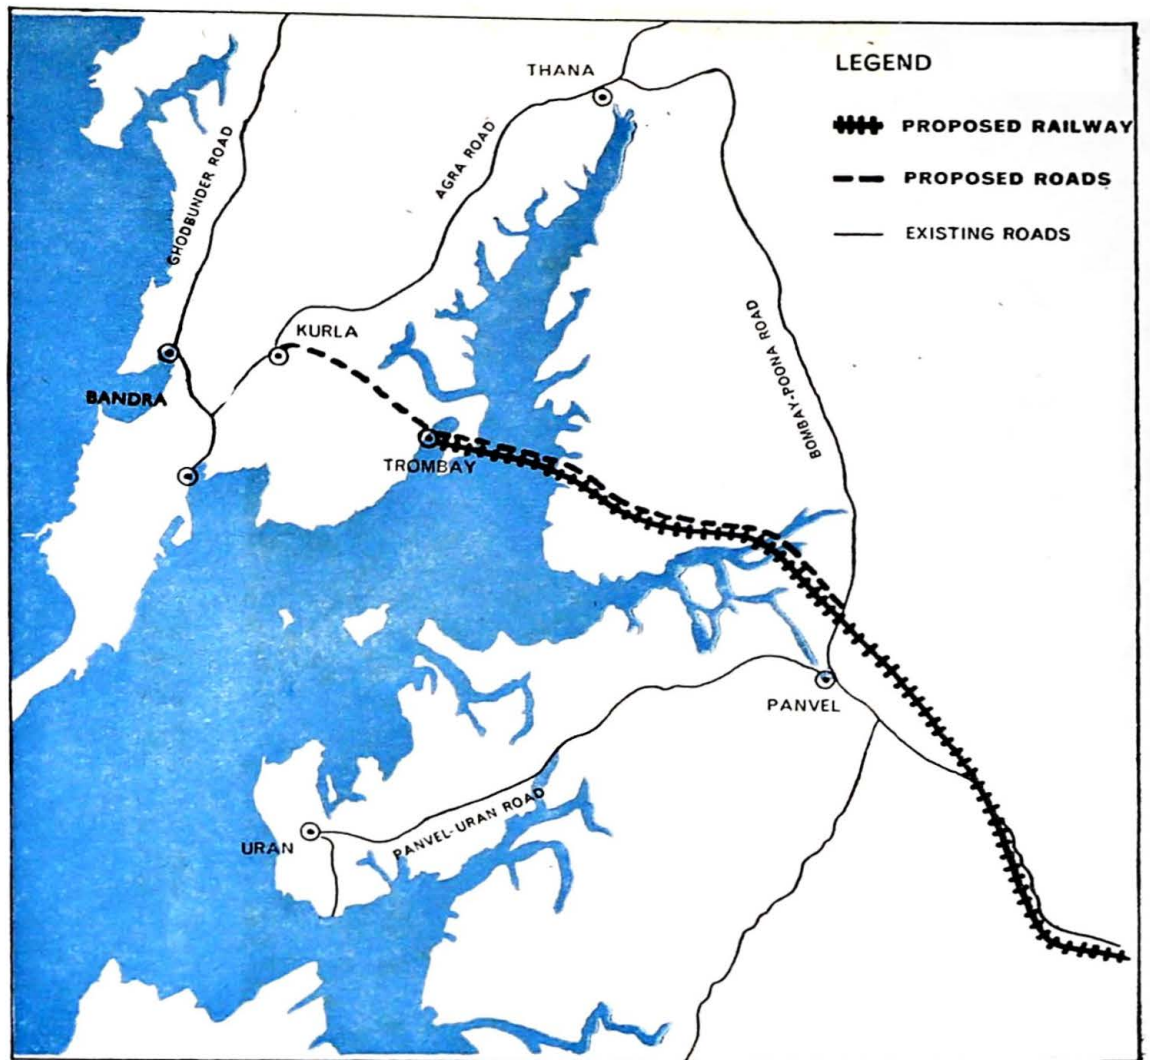 LEGEND
PROPOSED RAILWAY
PROPOSED ROADS
EXISTING ROADS
THANA
AGRA ROAD
GHODBUNDER ROAD
KURLA
BANDRA
BOMBAY-POONA ROAD
TROMBAY
PANVEL
PANVEL-URAN ROAD
URAN